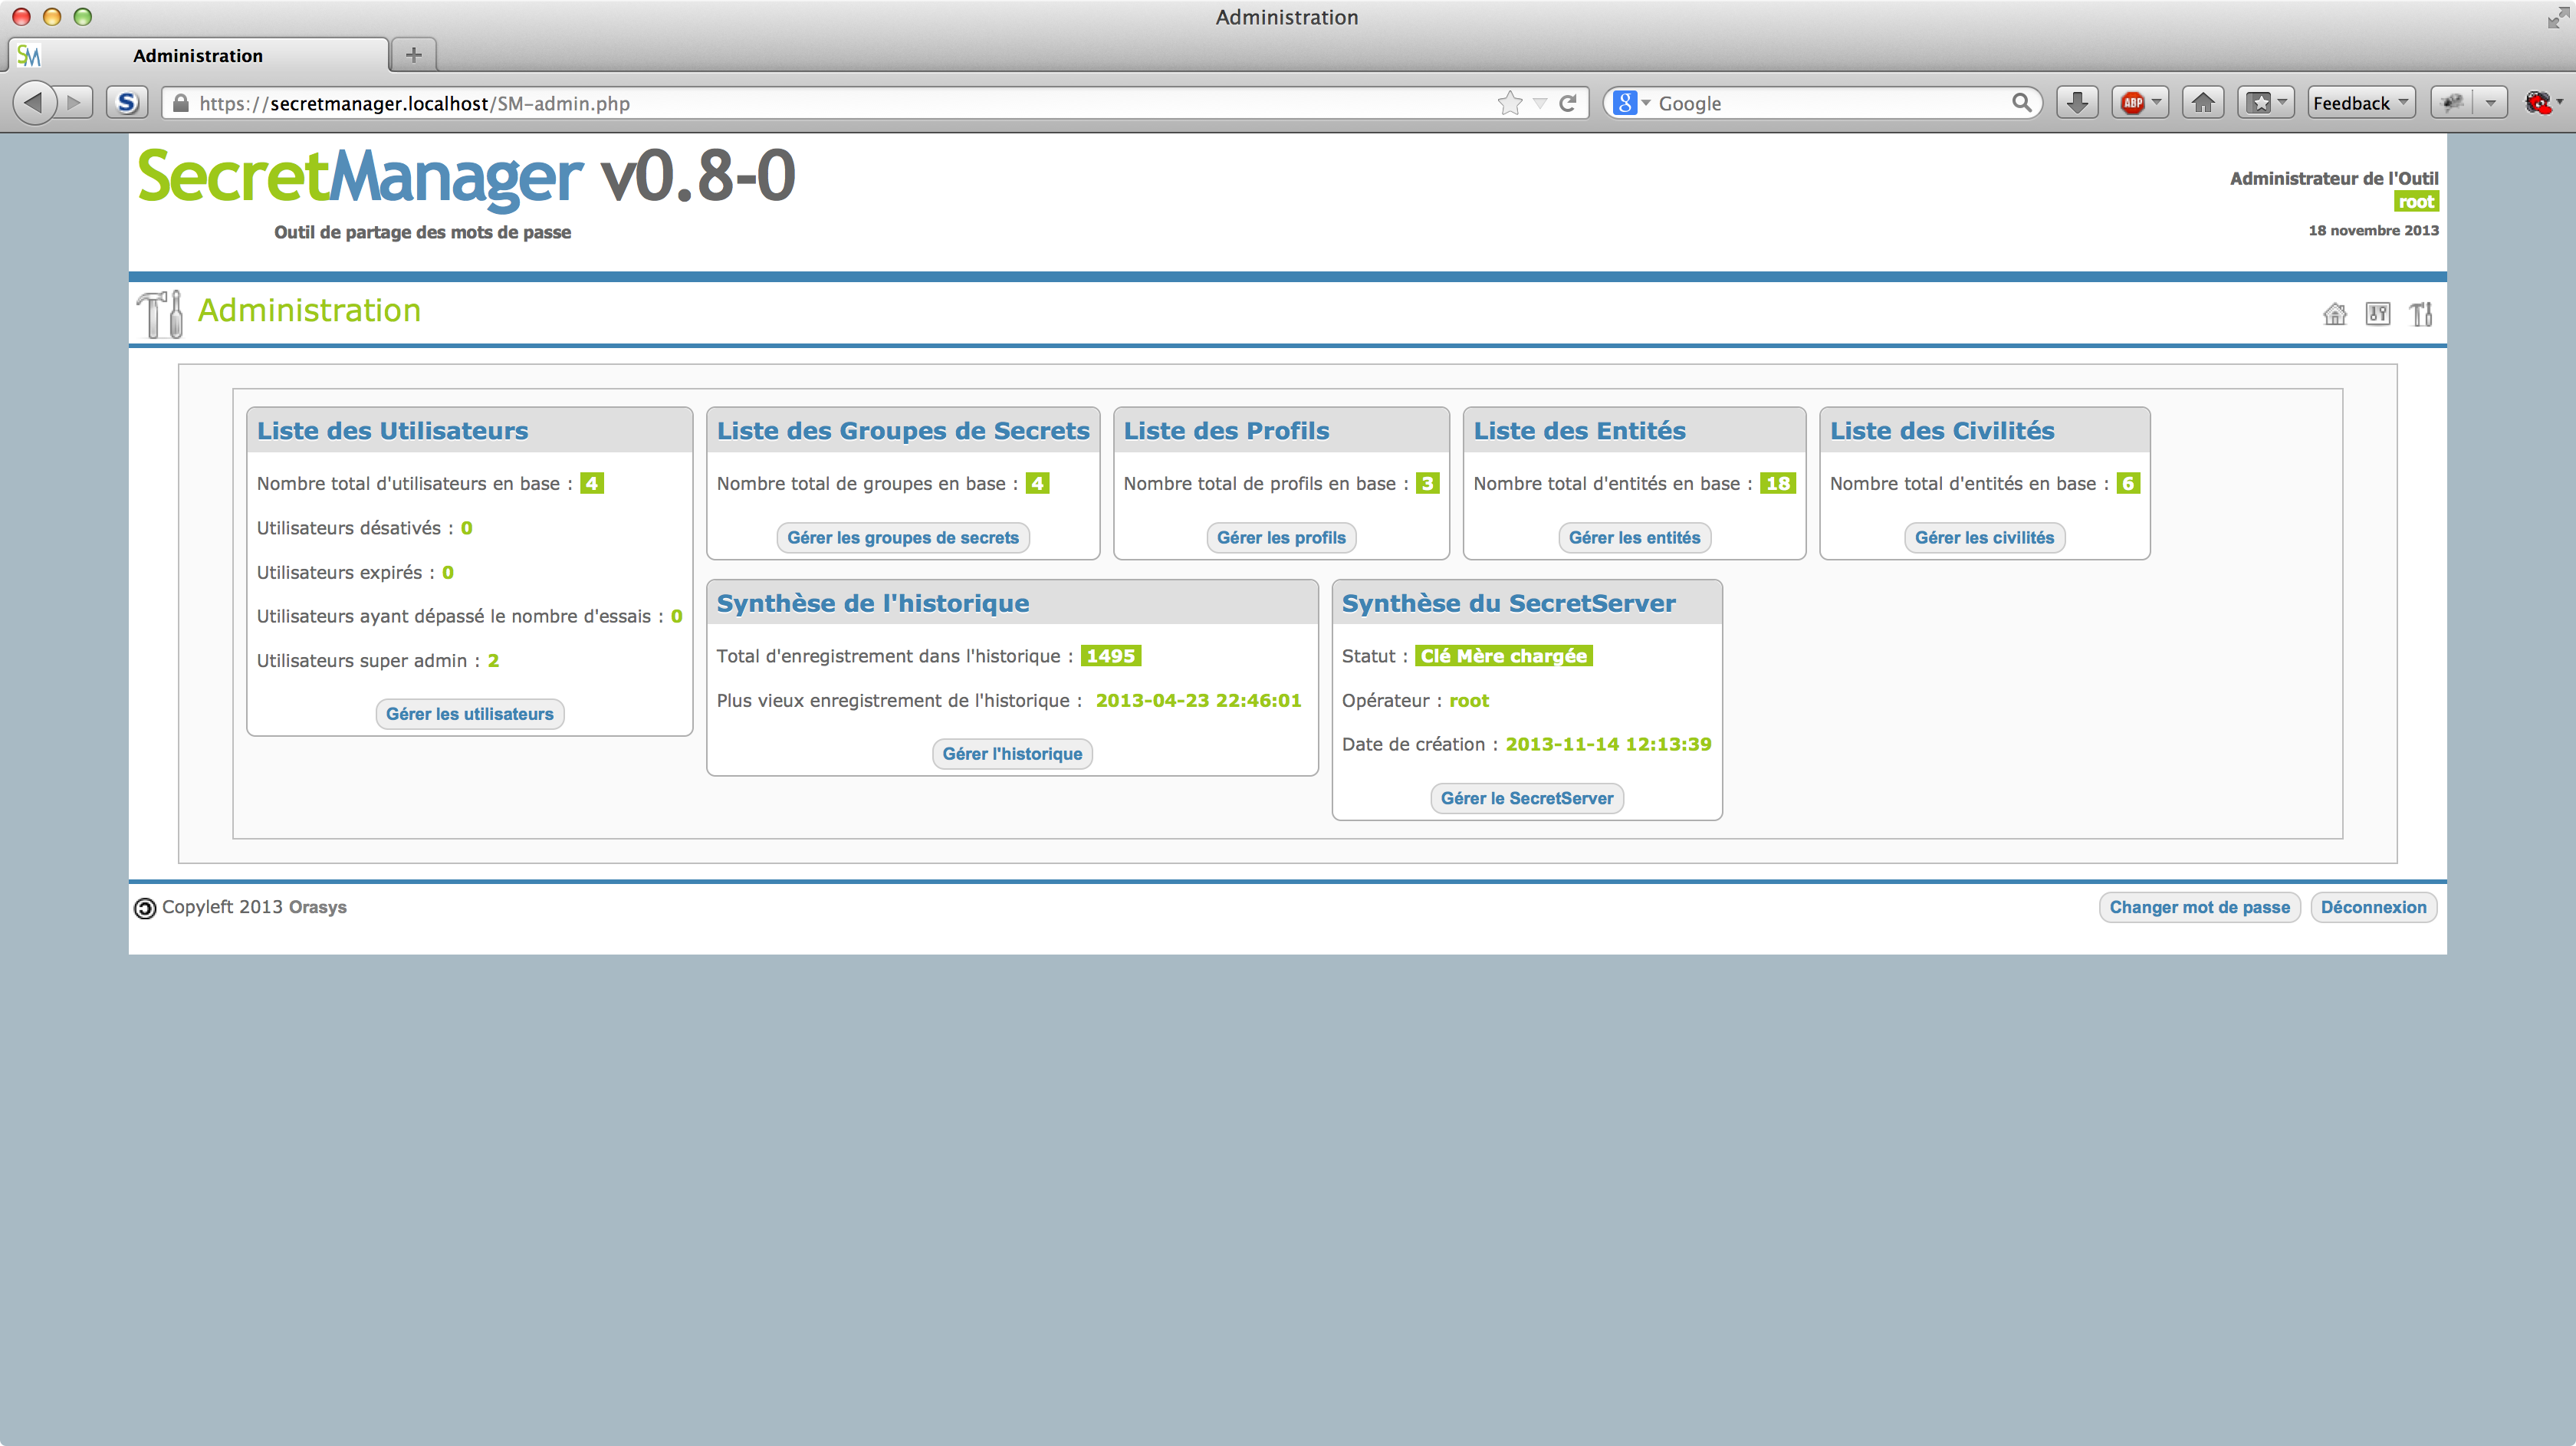 Administration
SM Administration
S https://secretmanager.localhost/SM-admin.php g Google ABP Feedback
SecretManager v0.8-0
Outil de partage des mots de passe
Administrateur de l'Outil
root
18 novembre 2013
Administration
Liste des Utilisateurs
Nombre total d'utilisateurs en base : 4
Utilisateurs désativés : 0
Utilisateurs expirés : 0
Utilisateurs ayant dépassé le nombre d'essais : 0
Utilisateurs super admin : 2
Gérer les utilisateurs
Liste des Groupes de Secrets
Nombre total de groupes en base : 4
Gérer les groupes de secrets
Liste des Profils
Nombre total de profils en base : 3
Gérer les profils
Liste des Entités
Nombre total d'entités en base : 18
Gérer les entités
Liste des Civilités
Nombre total d'entités en base : 6
Gérer les civilités
Synthèse de l'historique
Total d'enregistrement dans l'historique : 1495
Plus vieux enregistrement de l'historique : 2013-04-23 22:46:01
Gérer l'historique
Synthèse du SecretServer
Statut : Clé Mère chargée
Opérateur : root
Date de création : 2013-11-14 12:13:39
Gérer le SecretServer
Copyleft 2013 Orasys
Changer mot de passe Déconnexion